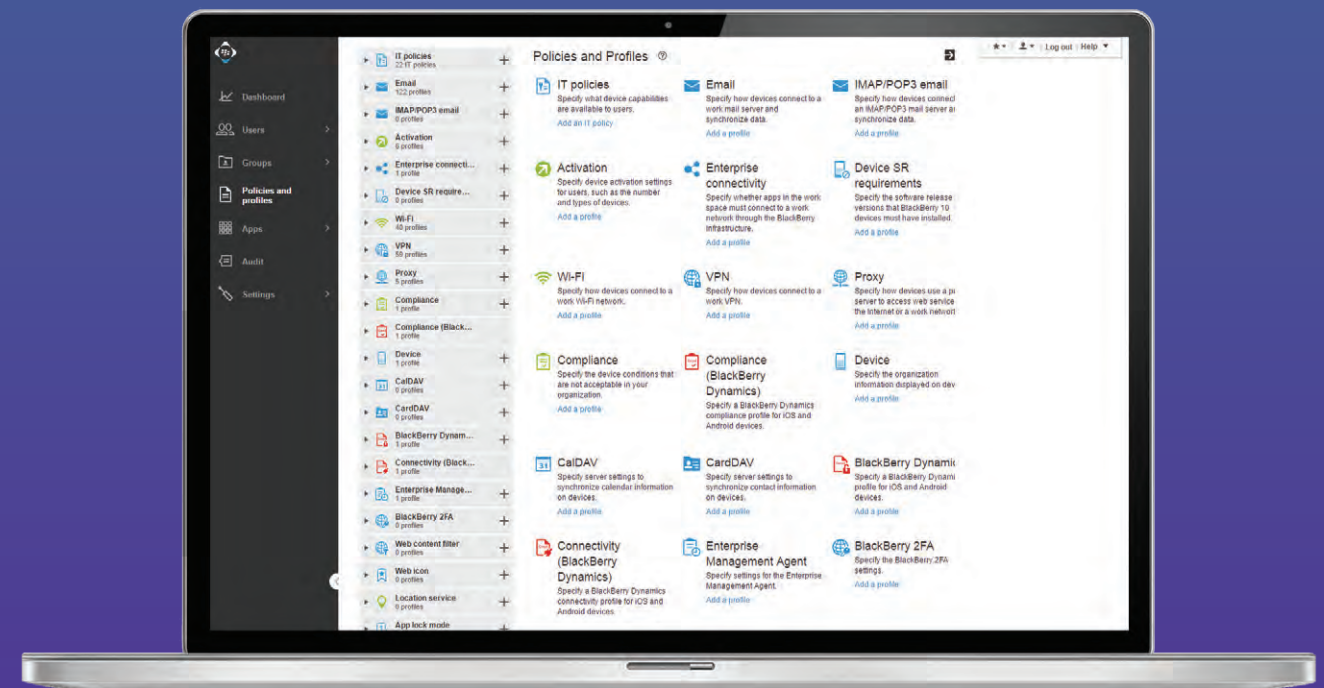 Dashboard
Users
Groups
Policies and
profiles
Apps
Audit
Settings
IT policies
22 IT policies
Email
122 profiles
IMAP/POP3 email
0 profiles
Activation
6 profiles
Enterprise connecti...
1 profile
Device SR require...
0 profiles
Wi-Fi
40 profiles
VPN
59 profiles
Proxy
5 profiles
Compliance
1 profile
Compliance (Black...
1 profile
Device
1 profile
CalDAV
0 profiles
CardDAV
0 profiles
BlackBerry Dynam...
1 profile
Connectivity (Black...
1 profile
Enterprise Manage...
1 profile
BlackBerry 2FA
0 profiles
Web content filter
0 profiles
Web icon
0 profiles
Location service
0 profiles
App lock mode
Policies and Profiles
Log out
Help
IT policies
Specify what device capabilities
are available to users.
Add an IT policy
Email
Specify how devices connect to a
work mail server and
synchronize data.
Add a profile
IMAP/POP3 email
Specify how devices connect
an IMAP/POP3 mail server a
synchronize data.
Add a profile
Activation
Specify device activation settings
for users, such as the number
and types of devices.
Add a profile
Enterprise
connectivity
Specify whether apps in the work
space must connect to a work
network through the BlackBerry
Infrastructure.
Add a profile
Device SR
requirements
Specify the software release
versions that BlackBerry 10
devices must have installed.
Add a profile
Wi-Fi
Specify how devices connect to a
work Wi-Fi network.
Add a profile
VPN
Specify how devices connect to a
work VPN.
Add a profile
Proxy
Specify how devices use a p
server to access web service
the Internet or a work network
Add a profile
Compliance
Specify the device conditions that
are not acceptable in your
organization.
Add a profile
Compliance
(BlackBerry
Dynamics)
Specify a BlackBerry Dynamics
compliance profile for iOS and
Android devices.
Device
Specify the organization
information displayed on dev
Add a profile
CalDAV
Specify server settings to
synchronize calendar information
on devices.
Add a profile
CardDAV
Specify server settings to
synchronize contact information
on devices.
Add a profile
BlackBerry Dynamic
Specify a BlackBerry Dynami
profile for iOS and Android
devices.
Add a profile
Connectivity
(BlackBerry
Dynamics)
Specify a BlackBerry Dynamics
connectivity profile for iOS and
Android devices.
Enterprise
Management Agent
Specify settings for the Enterprise
Management Agent.
Add a profile
BlackBerry 2FA
Specify the BlackBerry 2FA
settings.
Add a profile